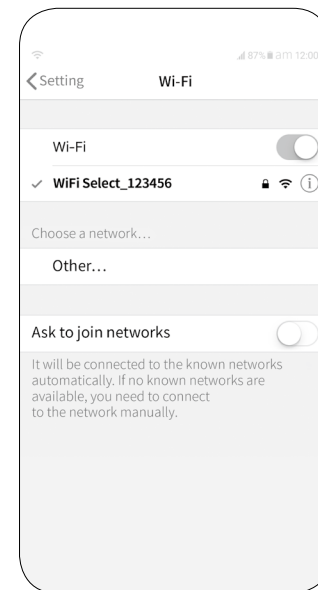 87% am 12:00
Setting Wi-Fi
Wi-Fi
WiFi Select_123456
Choose a network...
Other...
Ask to join networks
It will be connected to the known networks
automatically. If no known networks are
available, you need to connect
to the network manually.